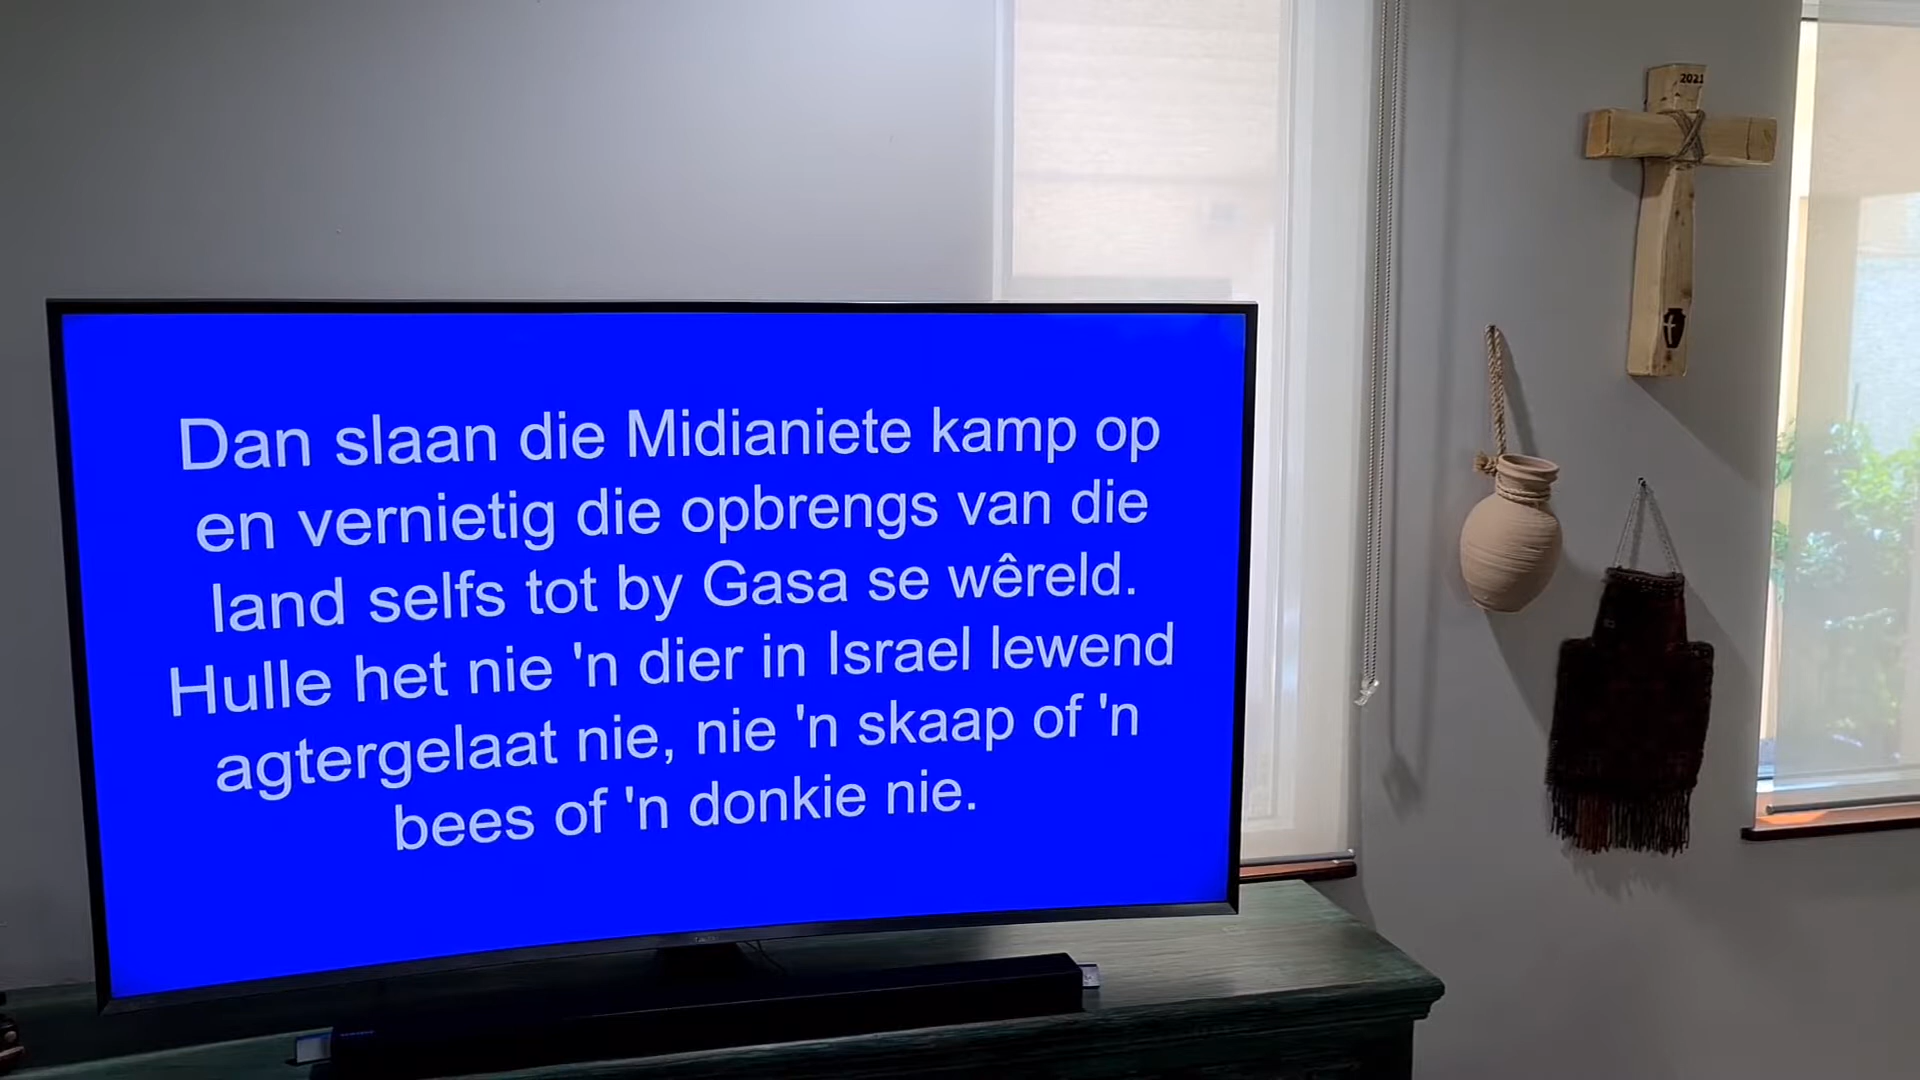 Dan slaan die Midianiete kamp op
en vernietig die opbrengs van die
land selfs tot by Gasa se wêreld.
Hulle het nie 'n dier in Israel lewend
agtergelaat nie, nie 'n skaap of 'n
bees of 'n donkie nie.
2021